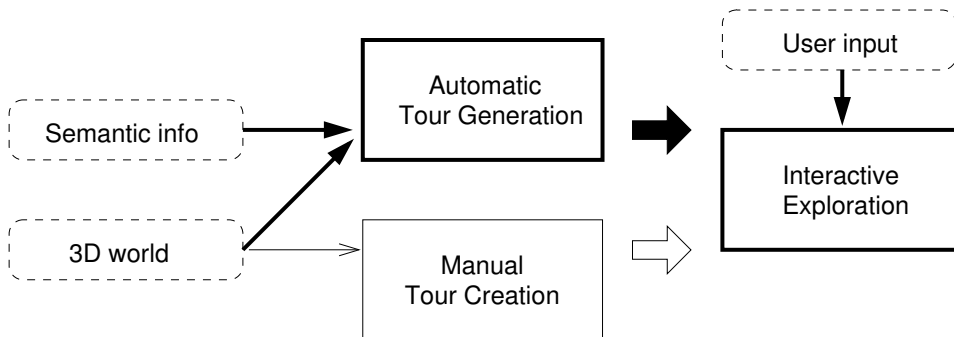 User input
Automatic
Tour Generation
Semantic info
Interactive
Exploration
3D world
Manual
Tour Creation